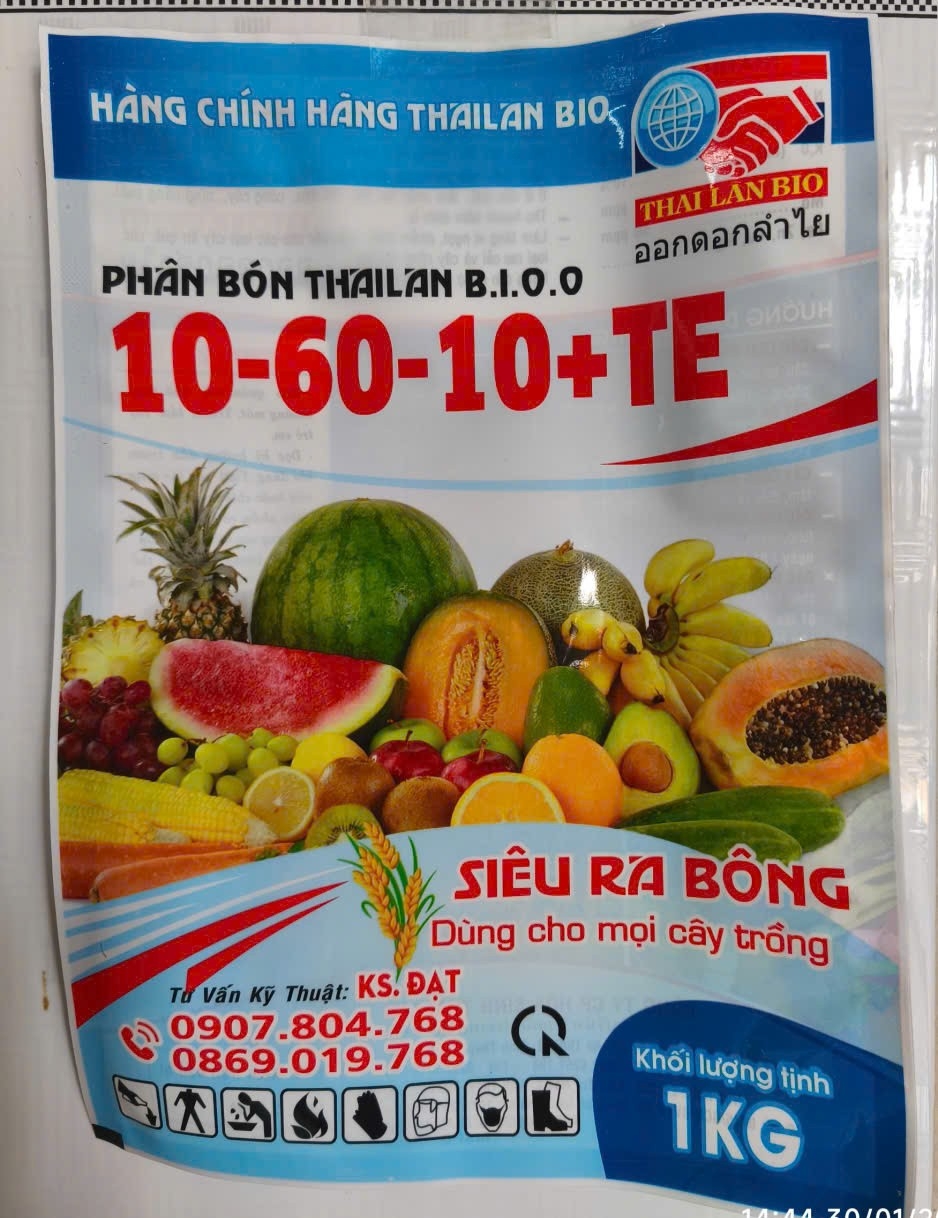 HÀNG CHÍNH HÃNG THAILAN BIO
THAI LAN BIO
ออกดอกลำไย
PHÂN BÓN THAILAN B.I.O.O
10-60-10+TE
SIÊU RA BÔNG
Dùng cho mọi cây trồng
Tư Vấn Kỹ Thuật: KS. ĐẠT
0907.804.768
0869.019.768
CR
Khối lượng tịnh
1KG